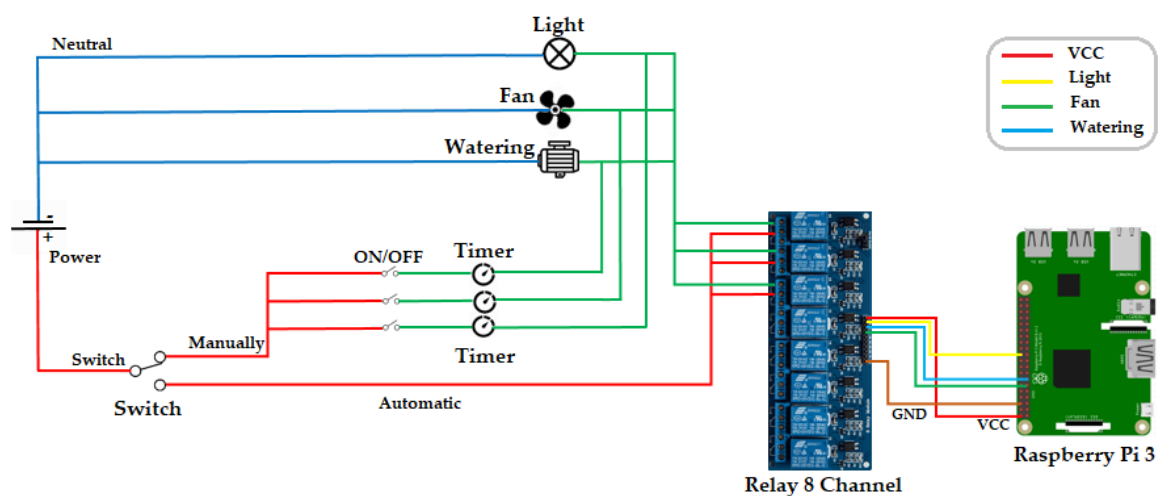 Light
Neutral
Fan
Watering
VCC
Light
Fan
Watering
-
+
Power
ON/OFF
Timer
Switch
Manually
Timer
Switch
Automatic
GND
VCC
Raspberry Pi 3
Relay 8 Channel